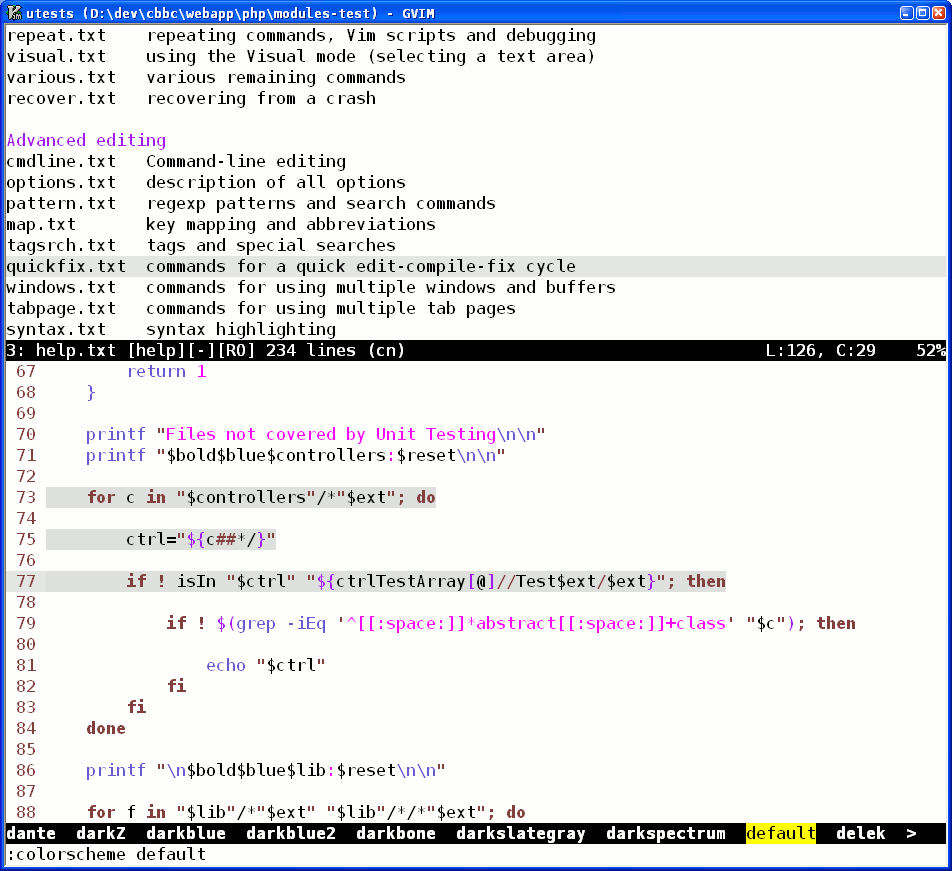 utests (D:\dev\cbbc\webapp\php\modules-test) - GVIM
repeat.txt    repeating commands, Vim scripts and debugging
visual.txt    using the Visual mode (selecting a text area)
various.txt   various remaining commands
recover.txt   recovering from a crash
Advanced editing
cmdline.txt   Command-line editing
options.txt   description of all options
pattern.txt   regexp patterns and search commands
map.txt       key mapping and abbreviations
tagsrch.txt   tags and special searches
quickfix.txt  commands for a quick edit-compile-fix cycle
windows.txt   commands for using multiple windows and buffers
tabpage.txt   commands for using multiple tab pages
syntax.txt    syntax highlighting
3: help.txt [help][-][RO] 234 lines (cn)                                    L:126, C:29    52%
67         return 1
68     }
69
70     printf "Files not covered by Unit Testing\n\n"
71     printf "$bold$blue$controllers:$reset\n\n"
72
73     for c in "$controllers"/*"$ext"; do
74
75         ctrl="${c##*/}"
76
77         if ! isIn "$ctrl" "${ctrlTestArray[@]//Test$ext/$ext}"; then
78
79             if ! $(grep -iEq '^[[:space:]]*abstract[[:space:]]+class' "$c"); then
80
81                 echo "$ctrl"
82             fi
83         fi
84     done
85
86     printf "\n$bold$blue$lib:$reset\n\n"
87
88     for f in "$lib"/*"$ext" "$lib"/*/*"$ext"; do
dante  darkZ  darkblue  darkblue2  darkbone  darkslategray  darkspectrum  default  delek  >
:colorscheme default